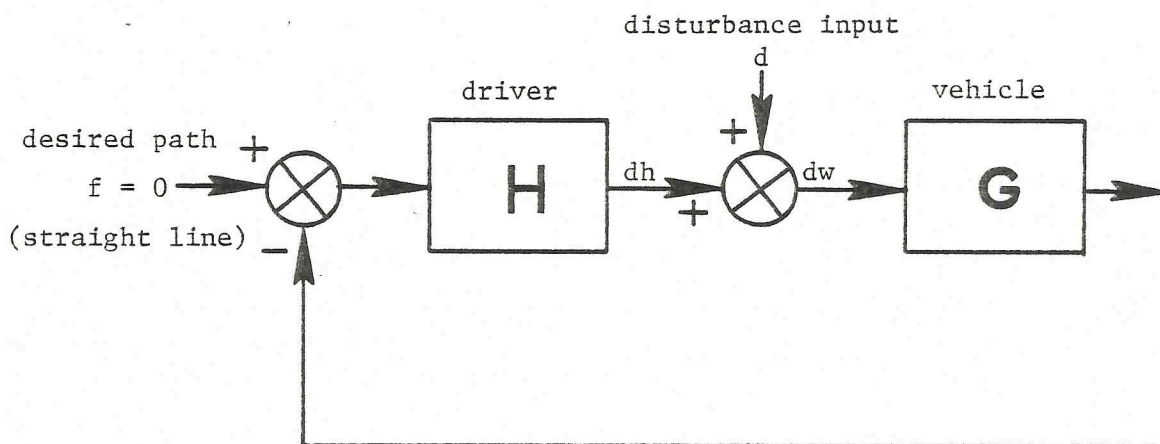 disturbance input
d
driver
vehicle
desired path
+
+
f = 0
H
dh
dw
G
+
(straight line)
−